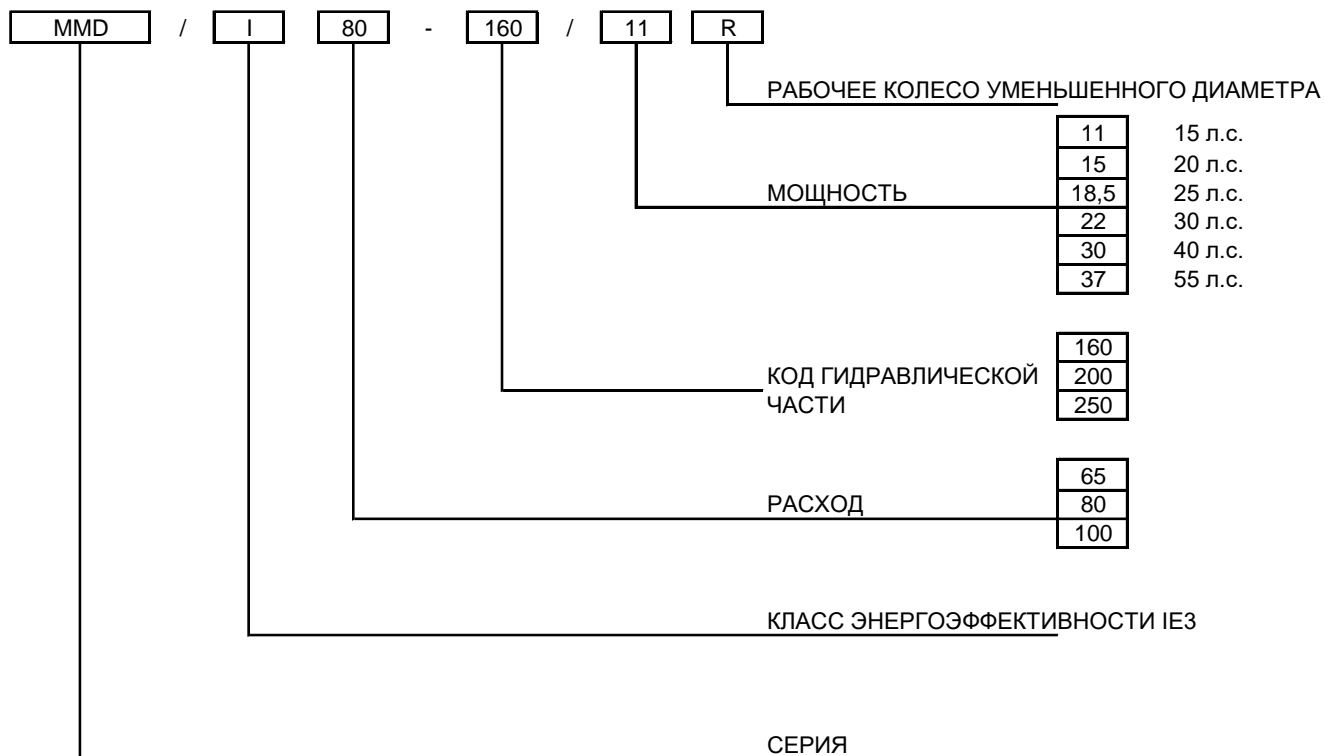 MMD / I 80 - 160 / 11 R
РАБОЧЕЕ КОЛЕСО УМЕНЬШЕННОГО ДИАМЕТРА
11 15 л.с.
15 20 л.с.
МОЩНОСТЬ 18,5 25 л.с.
22 30 л.с.
30 40 л.с.
37 55 л.с.
160
КОД ГИДРАВЛИЧЕСКОЙ 200
ЧАСТИ 250
65
РАСХОД 80
100
КЛАСС ЭНЕРГОЭФФЕКТИВНОСТИ IE3
СЕРИЯ